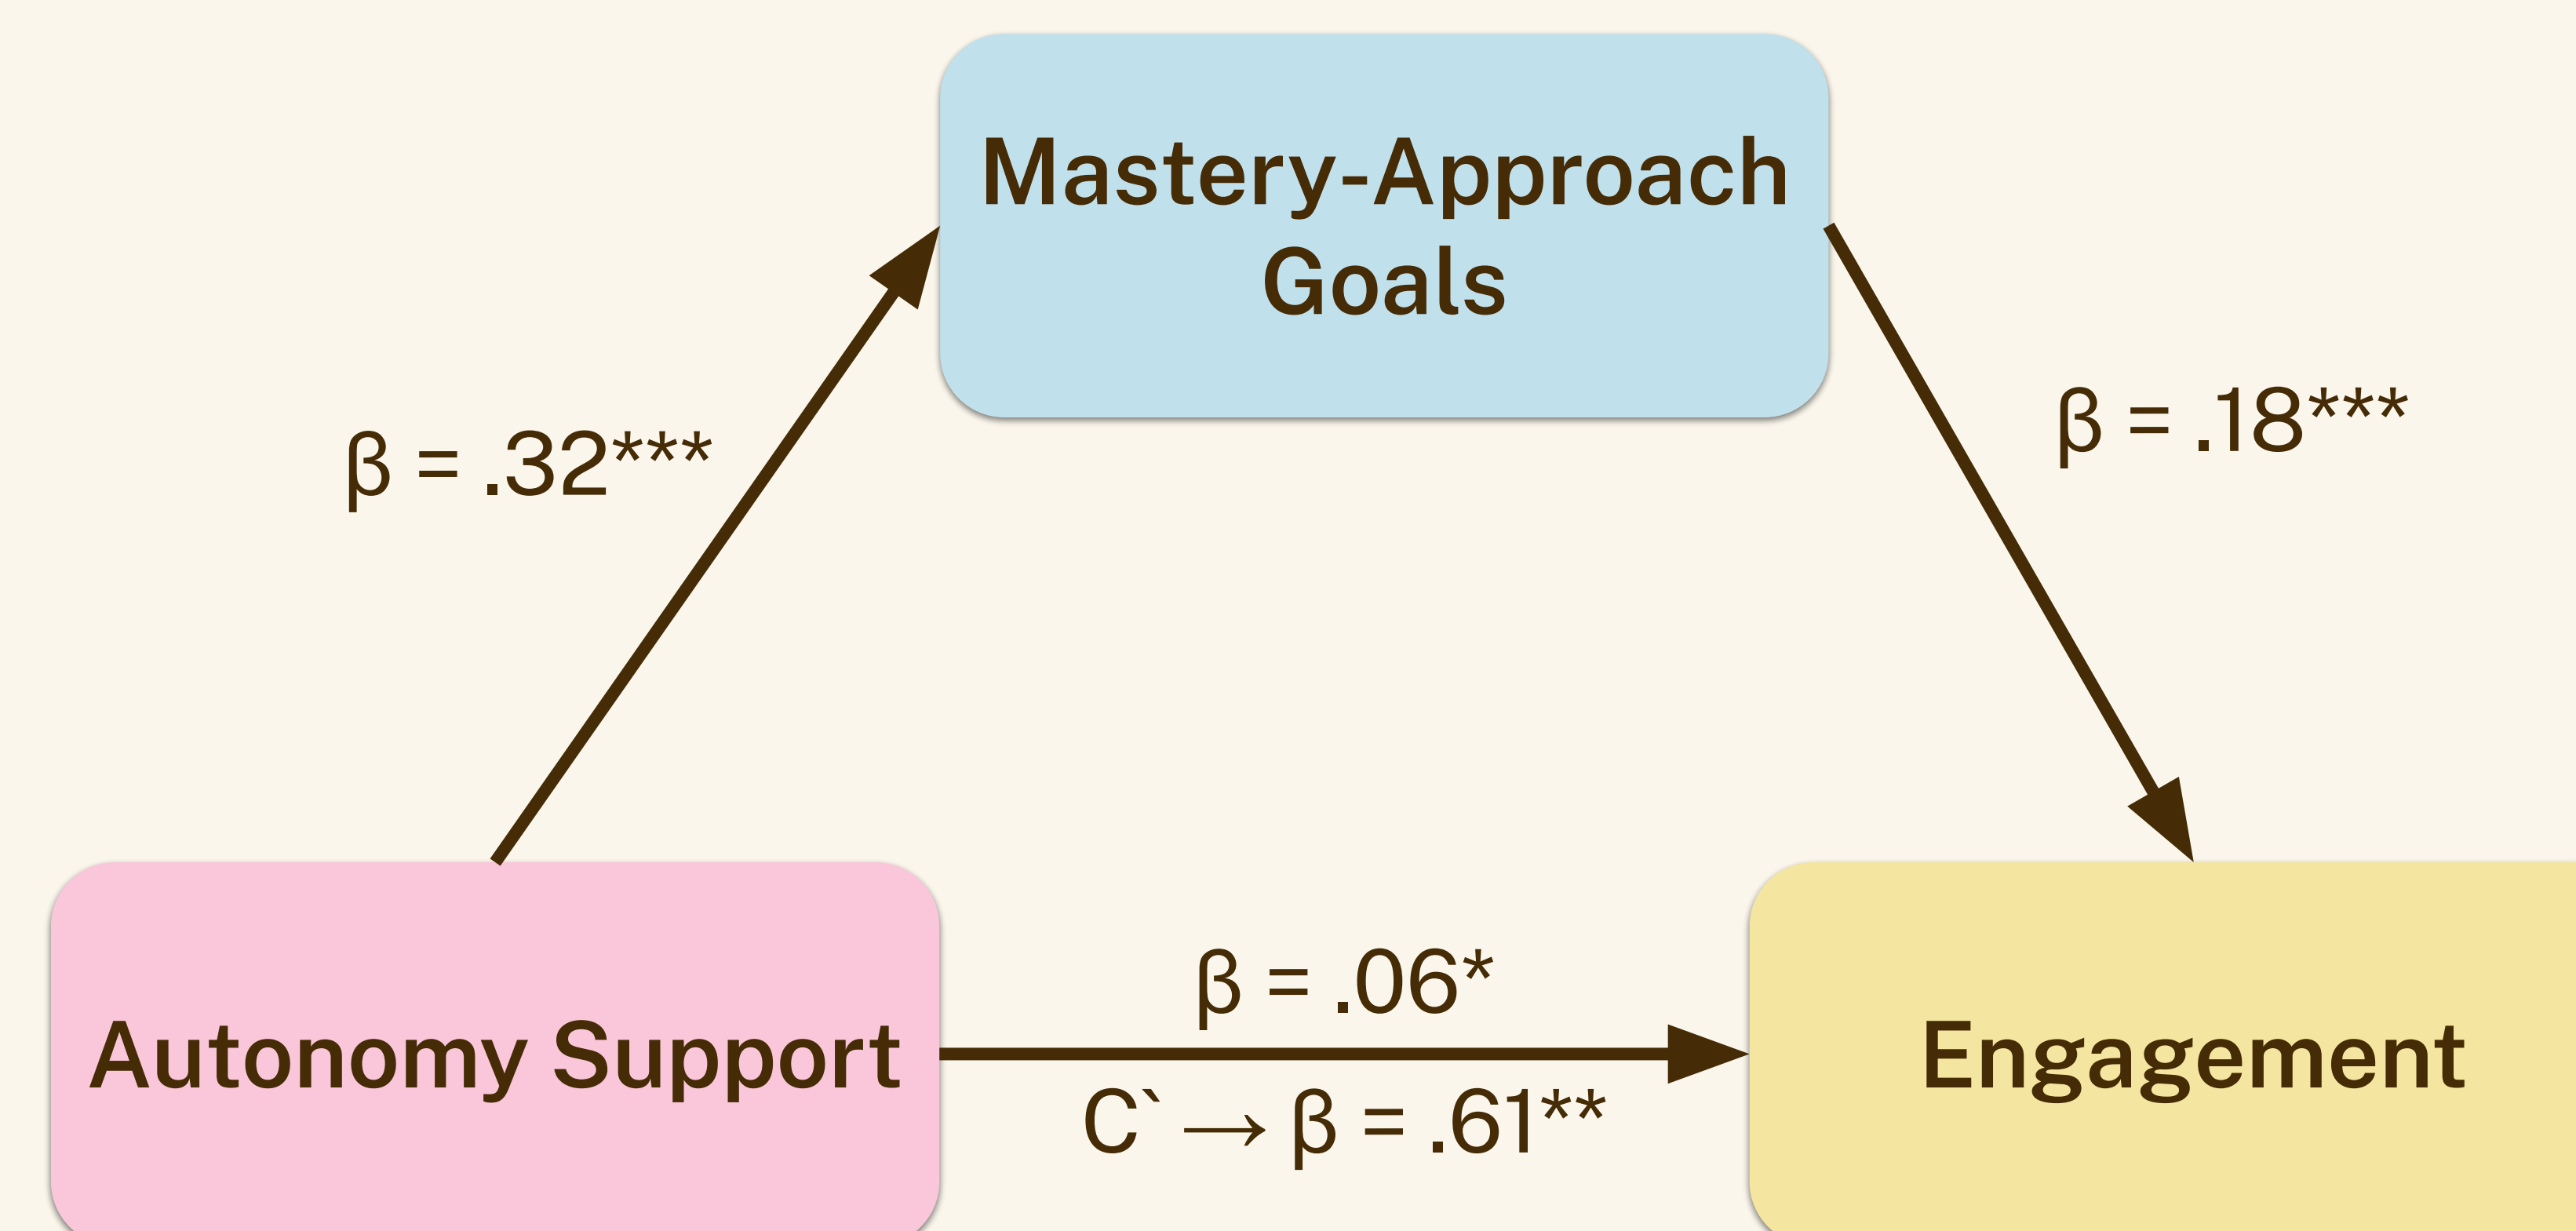 Mastery-Approach
Goals
β = .32***
β = .18***
β = .06*
Autonomy Support
Engagement
C` → β = .61**